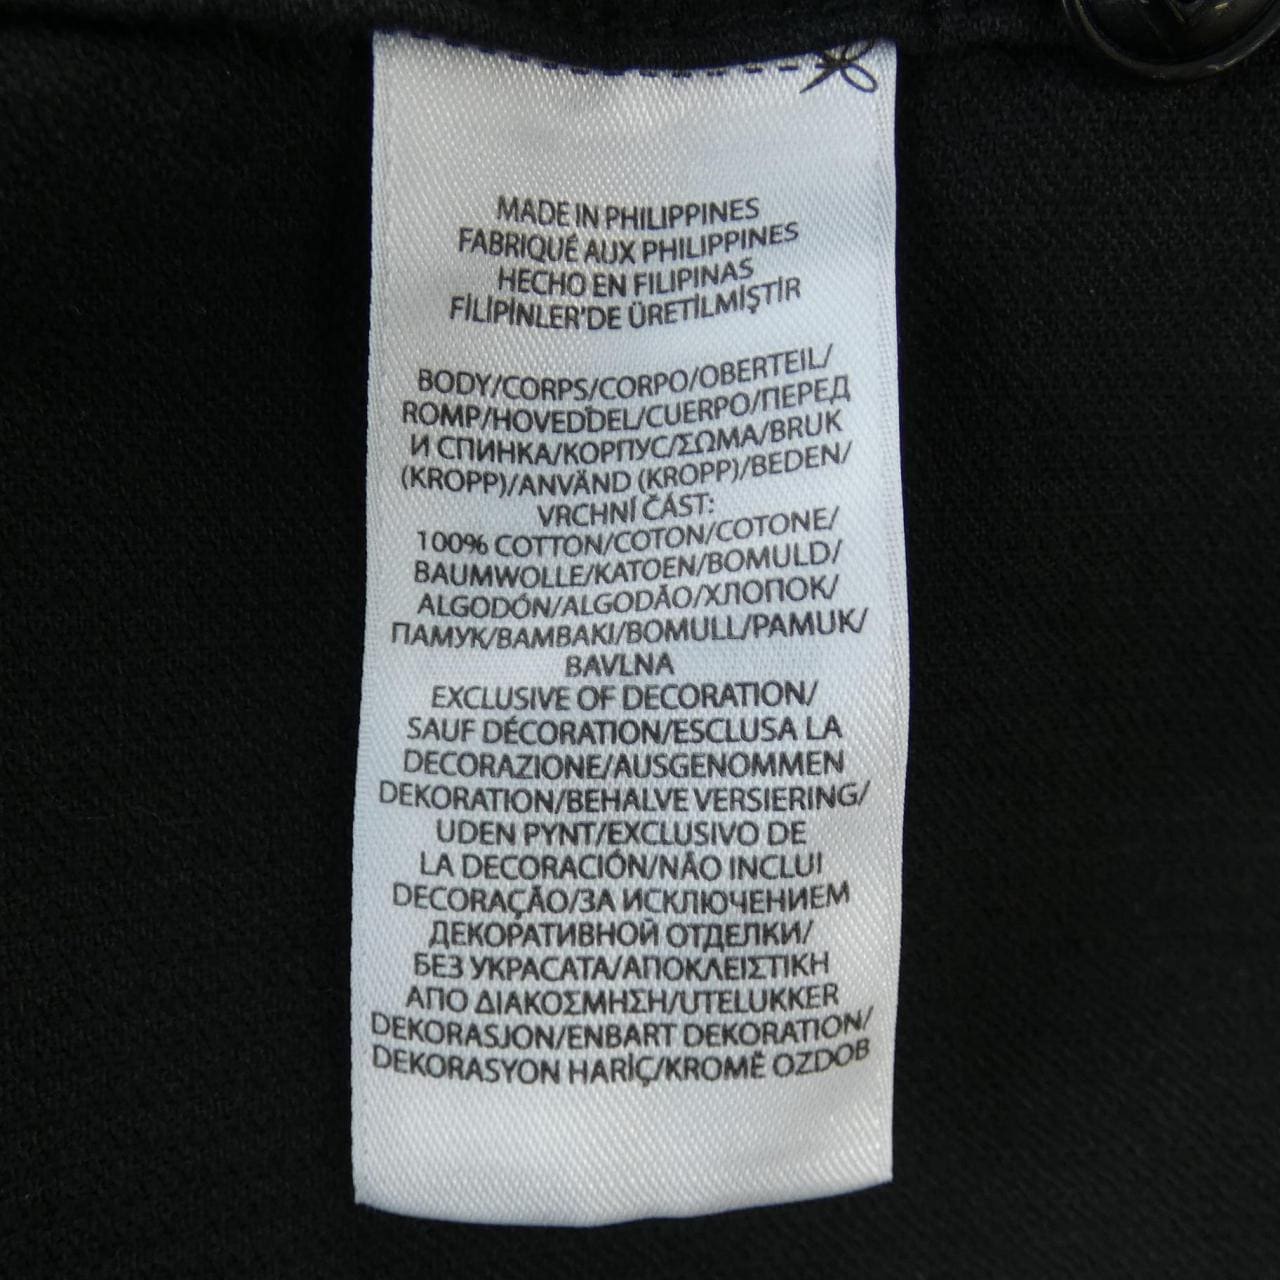 MADE IN PHILIPPINES
FABRIQUÉ AUX PHILIPPINES
HECHO EN FILIPINAS
FİLİPİNLER'DE ÜRETİLMİŞTİR
BODY/CORPS/CORPO/OBERTEIL/
ROMP/HOVEDDEL/CUERPO/ПЕРЕД
И СПИНКА/КОРПУС/ΣΩΜΑ/BRUK
(KROPP)/ANVÄND (KROPP)/BEDEN/
VRCHNÍ ČÁST:
100% COTTON/COTON/COTONE/
BAUMWOLLE/KATOEN/BOMULD/
ALGODÓN/ALGODÃO/ХЛОПОК/
ПАМУК/ΒΑΜΒΑΚΙ/BOMULL/PAMUK/
BAVLNA
EXCLUSIVE OF DECORATION/
SAUF DÉCORATION/ESCLUSA LA
DECORAZIONE/AUSGENOMMEN
DEKORATION/BEHALVE VERSIERING/
UDEN PYNT/EXCLUSIVO DE
LA DECORACIÓN/NÃO INCLUI
DECORAÇÃO/ЗА ИСКЛЮЧЕНИЕМ
ДЕКОРАТИВНОЙ ОТДЕЛКИ/
БЕЗ УКРАСАТА/ΑΠΟΚΛΕΙΣΤΙΚΗ
ΑΠΟ ΔΙΑΚΟΣΜΗΣΗ/UTELUKKER
DEKORASJON/ENBART DEKORATION/
DEKORASYON HARİÇ/KROMĚ OZDOB